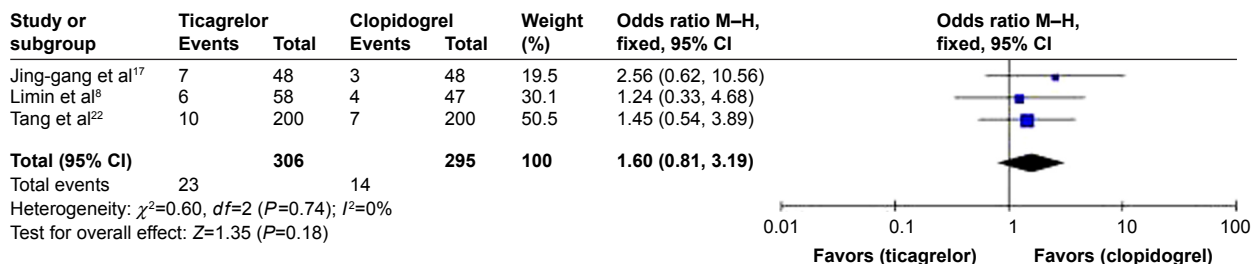 Study or subgroup Ticagrelor Clopidogrel Weight (%) Odds ratio M–H, fixed, 95% CI Odds ratio M–H, fixed, 95% CI
Events Total Events Total
Jing-gang et al17 7 48 3 48 19.5 2.56 (0.62, 10.56)
Limin et al8 6 58 4 47 30.1 1.24 (0.33, 4.68)
Tang et al22 10 200 7 200 50.5 1.45 (0.54, 3.89)
Total (95% CI) 306 295 100 1.60 (0.81, 3.19)
Total events 23 14
Heterogeneity: χ²=0.60, df=2 (P=0.74); I²=0%
Test for overall effect: Z=1.35 (P=0.18)
0.01 0.1 1 10 100
Favors (ticagrelor) Favors (clopidogrel)